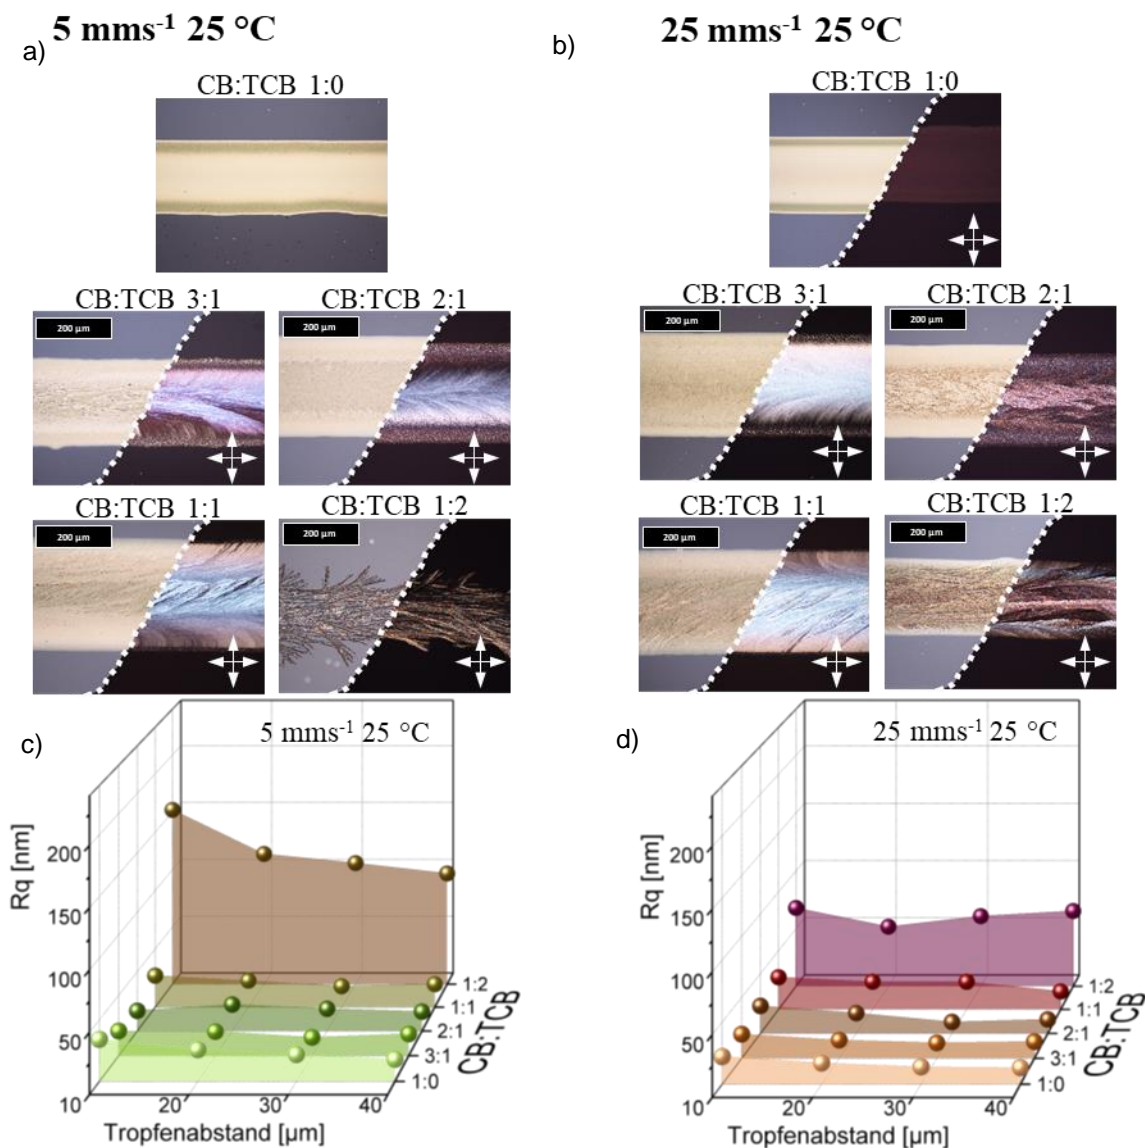 5 mms⁻¹ 25 °C
a)
CB:TCB 1:0
CB:TCB 3:1
CB:TCB 2:1
200 µm
200 µm
CB:TCB 1:1
CB:TCB 1:2
200 µm
200 µm
25 mms⁻¹ 25 °C
b)
CB:TCB 1:0
CB:TCB 3:1
CB:TCB 2:1
200 µm
200 µm
CB:TCB 1:1
CB:TCB 1:2
200 µm
200 µm
c)
5 mms⁻¹ 25 °C
Rq [nm]
200
150
100
50
10
20
30
40
Tropfenabstand [µm]
1:2
1:1
2:1
3:1
1:0
CB:TCB
d)
25 mms⁻¹ 25 °C
Rq [nm]
200
150
100
50
10
20
30
40
Tropfenabstand [µm]
1:2
1:1
2:1
3:1
1:0
CB:TCB